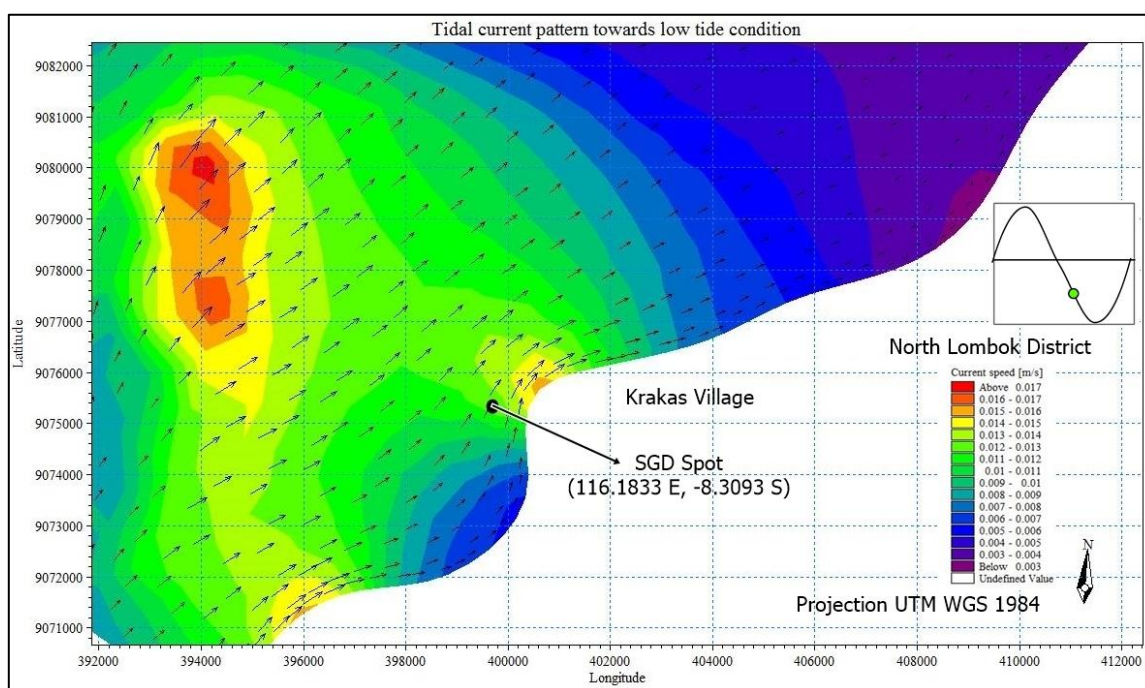 Tidal current pattern towards low tide condition
9082000
9081000
9080000
9079000
9078000
9077000
9076000
9075000
9074000
9073000
9072000
9071000
Latitude
North Lombok District
Krakas Village
SGD Spot
(116.1833 E, -8.3093 S)
Current speed [m/s]
Above 0.017
0.016 - 0.017
0.015 - 0.016
0.014 - 0.015
0.013 - 0.014
0.012 - 0.013
0.011 - 0.012
0.01 - 0.011
0.009 - 0.01
0.008 - 0.009
0.007 - 0.008
0.006 - 0.007
0.005 - 0.006
0.004 - 0.005
0.003 - 0.004
Below 0.003
Undefined Value
N
Projection UTM WGS 1984
392000 394000 396000 398000 400000 402000 404000 406000 408000 410000 412000
Longitude